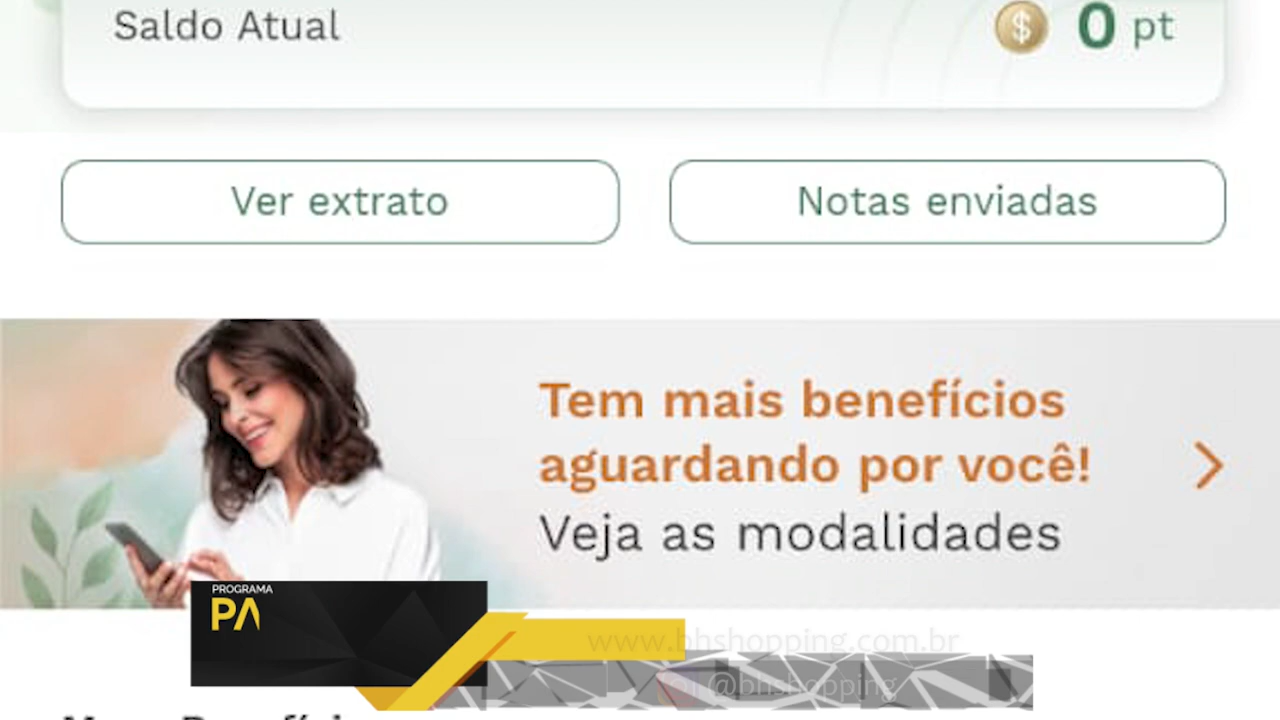 Saldo Atual
$ 0 pt
Ver extrato
Notas enviadas
Tem mais benefícios
aguardando por você!
Veja as modalidades
PROGRAMA
PA
www.bhshopping.com.br
@bhshopping